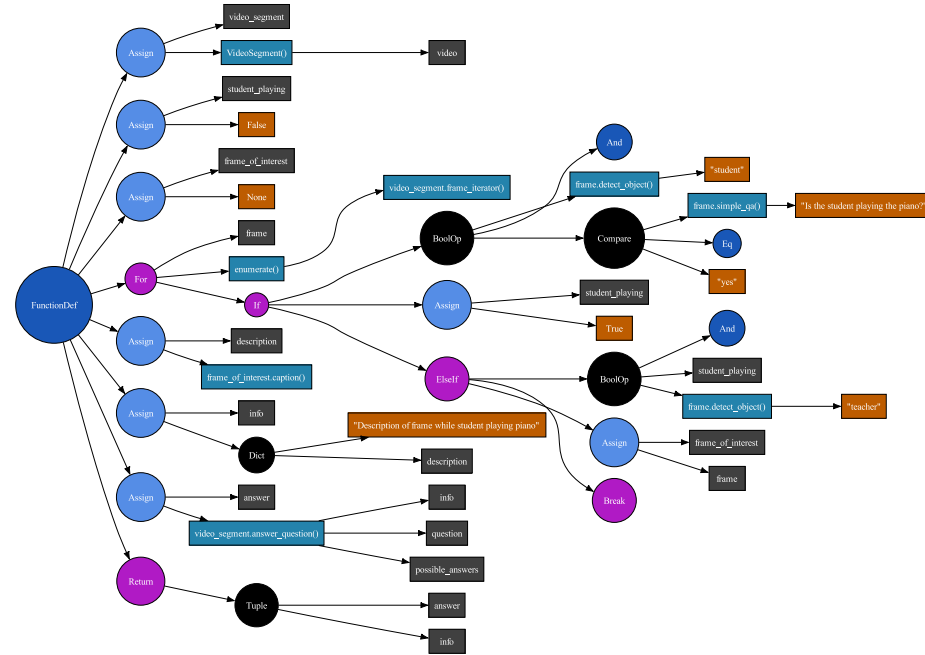 video_segment
Assign
VideoSegment()
video
student_playing
Assign
False
And
frame_of_interest
"student"
frame.detect_object()
video_segment.frame_iterator()
Assign
None
frame.simple_qa()
"Is the student playing the piano?"
frame
BoolOp
Compare
Eq
enumerate()
For
"yes"
student_playing
FunctionDef
If
Assign
True
And
description
Assign
student_playing
frame_of_interest.caption()
ElseIf
BoolOp
frame.detect_object()
"teacher"
info
Assign
"Description of frame while student playing piano"
Assign
frame_of_interest
Dict
description
frame
answer
Assign
info
Break
video_segment.answer_question()
question
possible_answers
Return
Tuple
answer
info